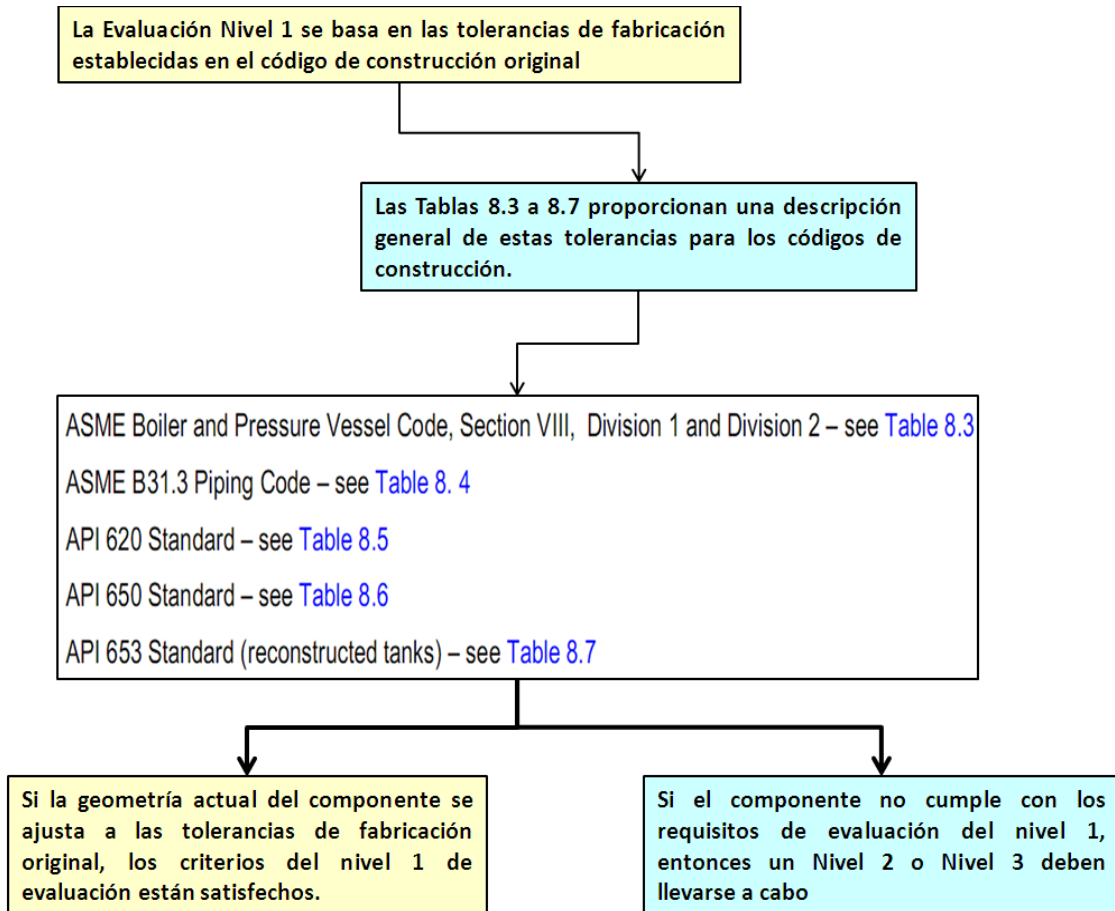 La Evaluación Nivel 1 se basa en las tolerancias de fabricación
establecidas en el código de construcción original
Las Tablas 8.3 a 8.7 proporcionan una descripción
general de estas tolerancias para los códigos de
construcción.
ASME Boiler and Pressure Vessel Code, Section VIII, Division 1 and Division 2 – see Table 8.3
ASME B31.3 Piping Code – see Table 8. 4
API 620 Standard – see Table 8.5
API 650 Standard – see Table 8.6
API 653 Standard (reconstructed tanks) – see Table 8.7
Si la geometría actual del componente se
ajusta a las tolerancias de fabricación
original, los criterios del nivel 1 de
evaluación están satisfechos.
Si el componente no cumple con los
requisitos de evaluación del nivel 1,
entonces un Nivel 2 o Nivel 3 deben
llevarse a cabo